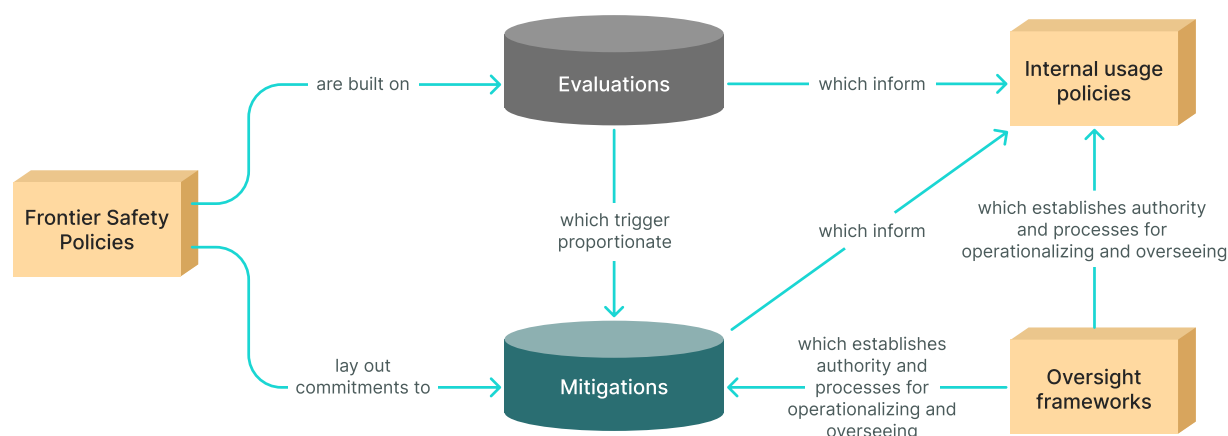 are built on
Evaluations
which inform
Internal usage
policies
Frontier Safety
Policies
which trigger
proportionate
which inform
which establishes authority
and processes for
operationalizing and overseeing
lay out
commitments to
Mitigations
which establishes
authority and
processes for
operationalizing and
overseeing
Oversight
frameworks